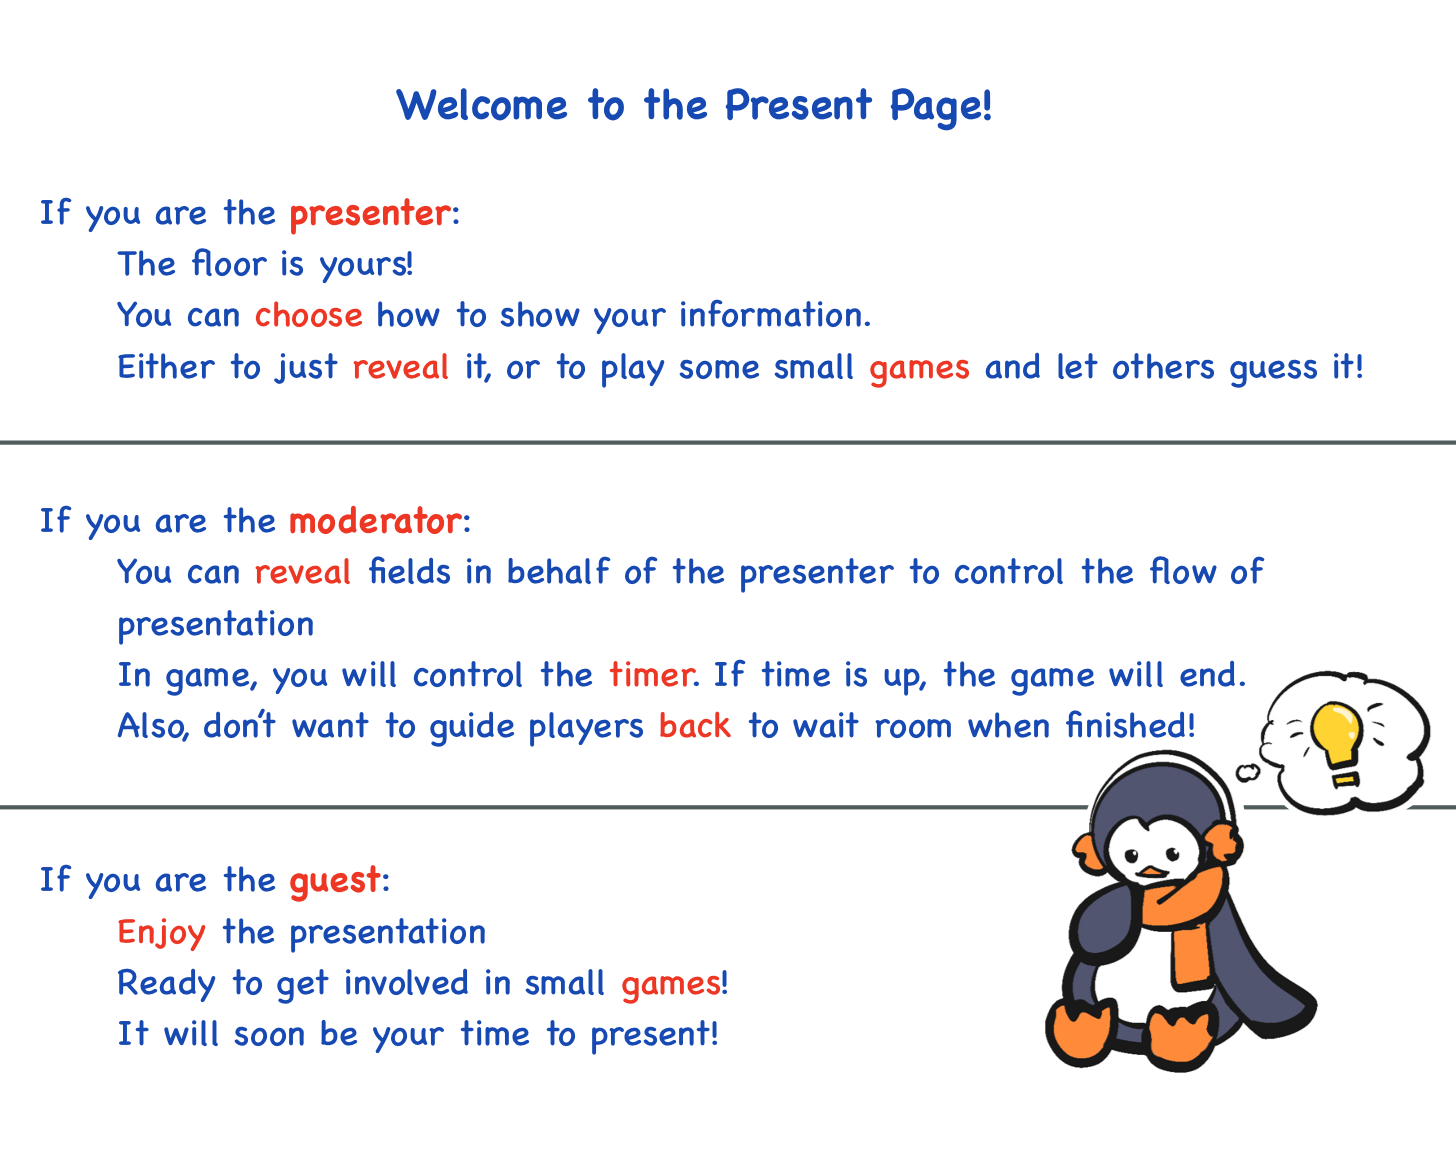 Welcome to the Present Page!
If you are the presenter:
The floor is yours!
You can choose how to show your information.
Either to just reveal it, or to play some small games and let others guess it!
If you are the moderator:
You can reveal fields in behalf of the presenter to control the flow of
presentation
In game, you will control the timer. If time is up, the game will end.
Also, don't want to guide players back to wait room when finished!
If you are the guest:
Enjoy the presentation
Ready to get involved in small games!
It will soon be your time to present!